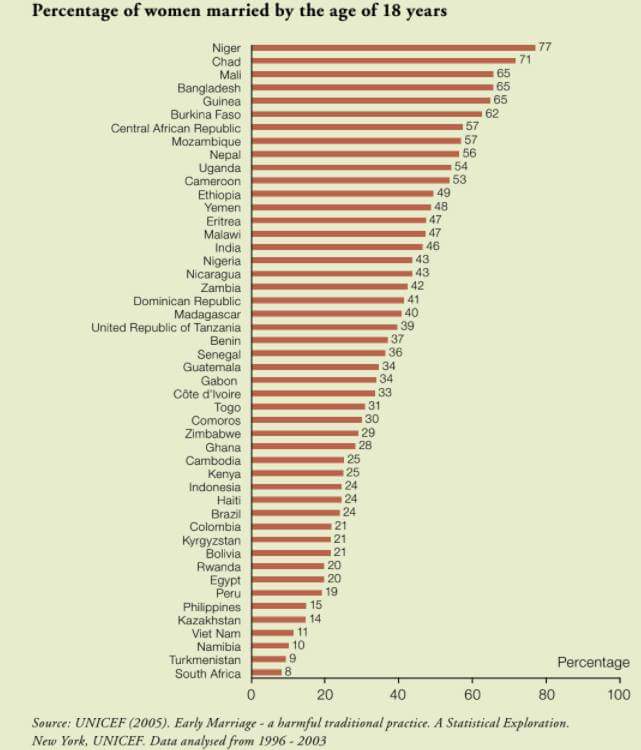 Percentage of women married by the age of 18 years
Niger 77
Chad 71
Mali 65
Bangladesh 65
Guinea 65
Burkina Faso 62
Central African Republic 57
Mozambique 57
Nepal 56
Uganda 54
Cameroon 53
Ethiopia 49
Yemen 48
Eritrea 47
Malawi 47
India 46
Nigeria 43
Nicaragua 43
Zambia 42
Dominican Republic 41
Madagascar 40
United Republic of Tanzania 39
Benin 37
Senegal 36
Guatemala 34
Gabon 34
Côte d'Ivoire 33
Togo 31
Comoros 30
Zimbabwe 29
Ghana 28
Cambodia 25
Kenya 25
Indonesia 24
Haiti 24
Brazil 24
Colombia 21
Kyrgyzstan 21
Bolivia 21
Rwanda 20
Egypt 20
Peru 19
Philippines 15
Kazakhstan 14
Viet Nam 11
Namibia 10
Turkmenistan 9
South Africa 8
Percentage
0 20 40 60 80 100
Source: UNICEF (2005). Early Marriage - a harmful traditional practice. A Statistical Exploration.
New York, UNICEF. Data analysed from 1996 - 2003